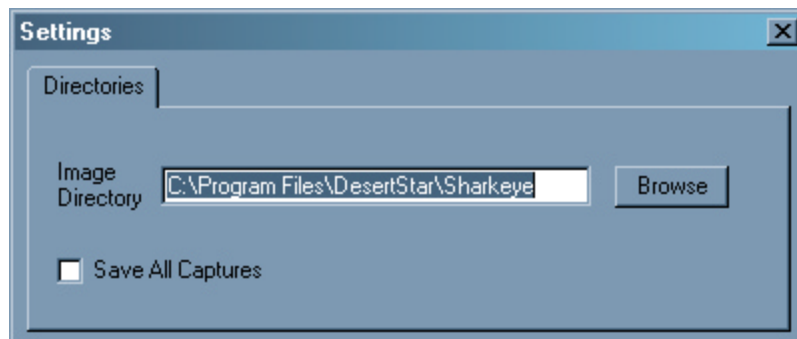 Settings
Directories
Image
Directory
C:\Program Files\DesertStar\Sharkeye
Browse
Save All Captures